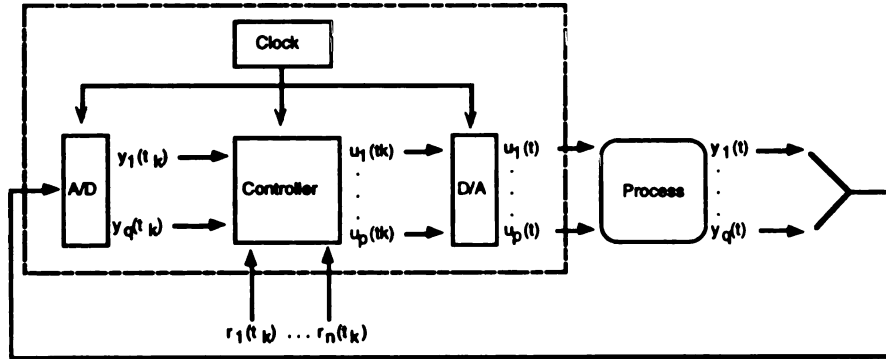 Clock
A/D
y1(tk)
yq(tk)
Controller
u1(tk)
.
.
.
up(tk)
D/A
u1(t)
.
.
.
up(t)
Process
y1(t)
.
.
.
yq(t)
r1(tk) ... rn(tk)